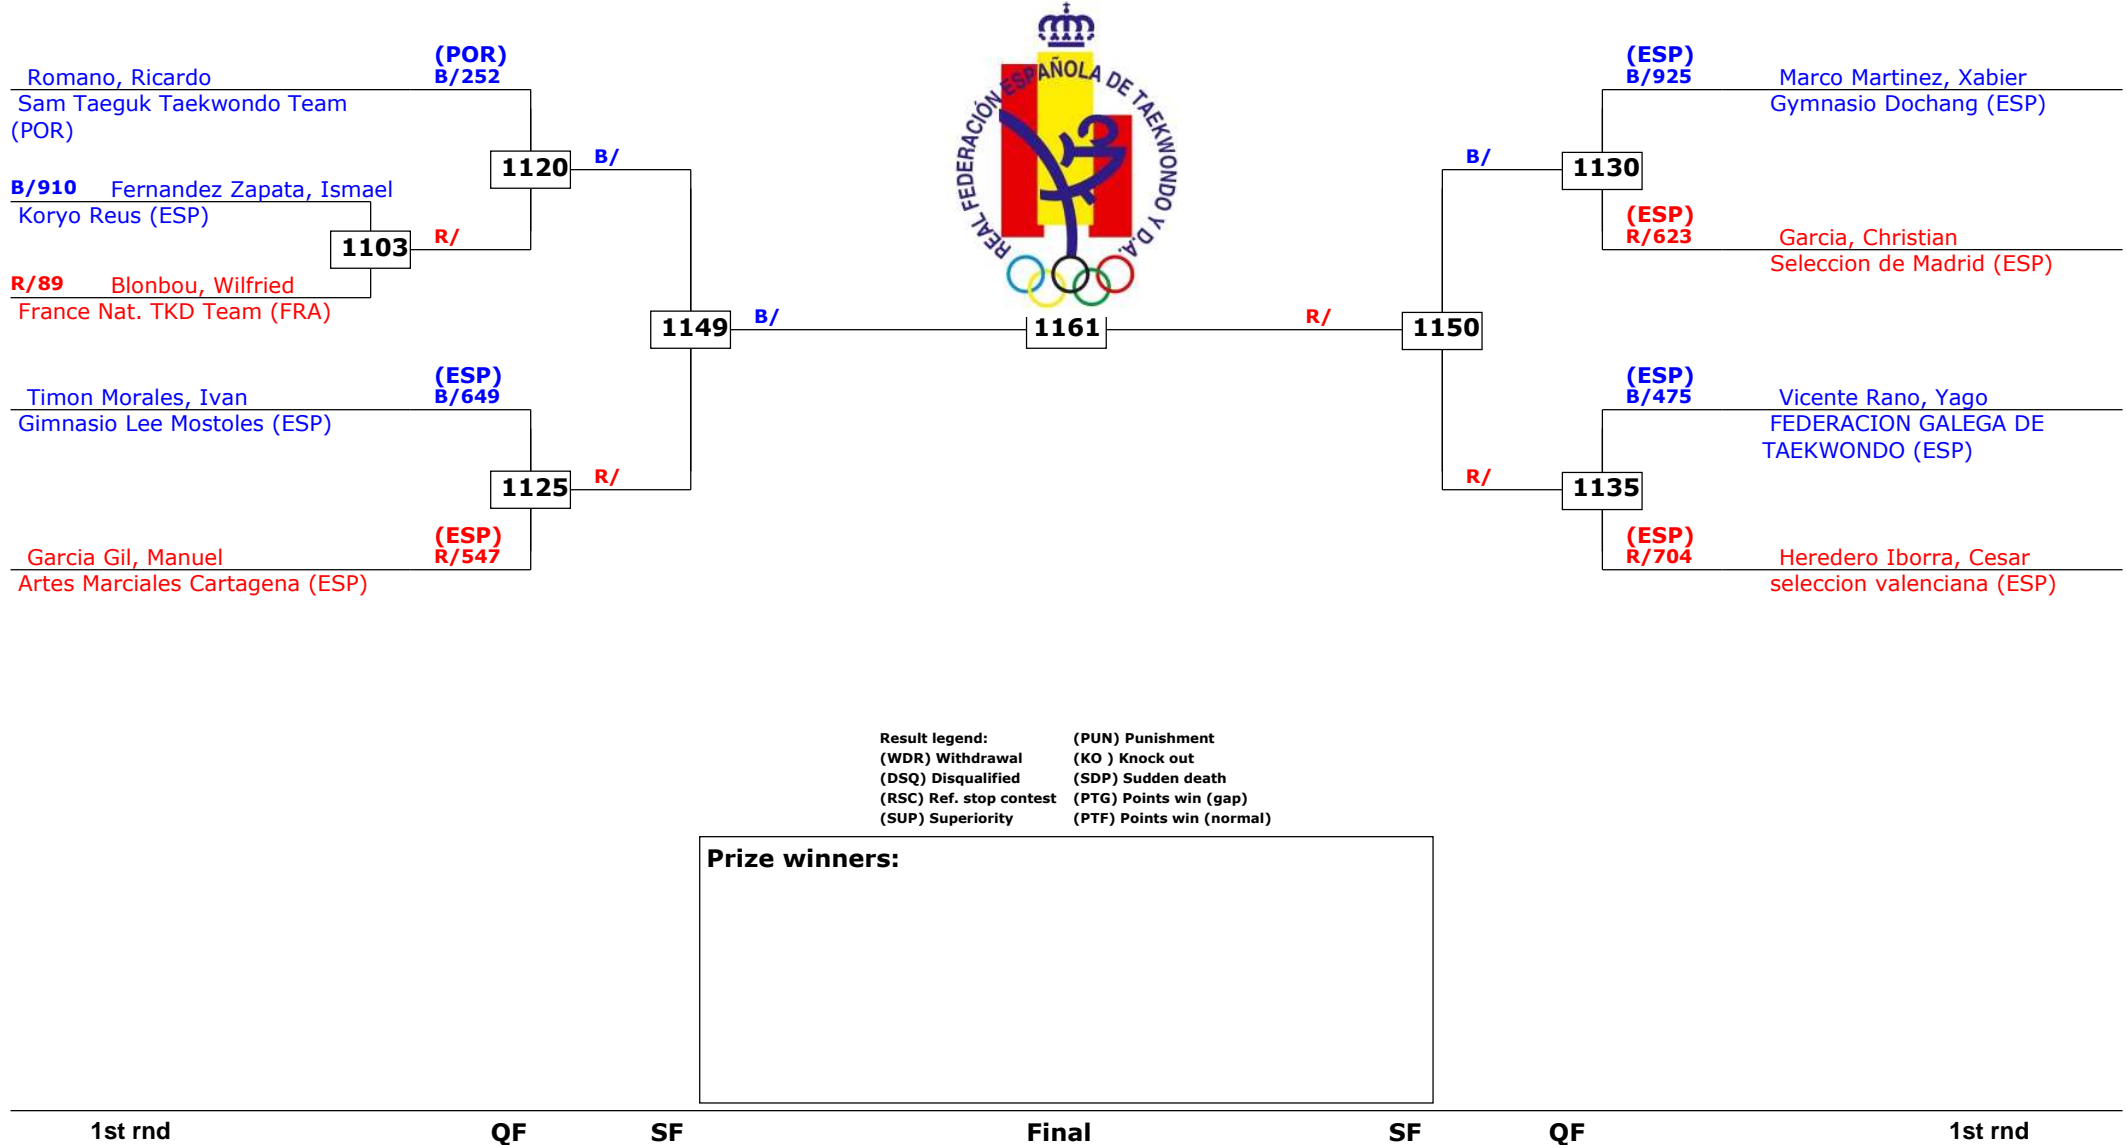 REAL FEDERACIÓN ESPAÑOLA DE TAEKWONDO Y D.A.
(POR)
Romano, Ricardo B/252
Sam Taeguk Taekwondo Team
(POR)
1120
B/
B/910 Fernandez Zapata, Ismael
Koryo Reus (ESP)
1103
R/
R/89 Blonbou, Wilfried
France Nat. TKD Team (FRA)
1149
B/
(ESP)
Timon Morales, Ivan B/649
Gimnasio Lee Mostoles (ESP)
1125
R/
(ESP)
Garcia Gil, Manuel R/547
Artes Marciales Cartagena (ESP)
1161
(ESP)
B/925 Marco Martinez, Xabier
Gymnasio Dochang (ESP)
B/
1130
(ESP)
R/623 Garcia, Christian
Seleccion de Madrid (ESP)
R/
1150
(ESP)
B/475 Vicente Rano, Yago
FEDERACION GALEGA DE
TAEKWONDO (ESP)
R/
1135
(ESP)
R/704 Heredero Iborra, Cesar
seleccion valenciana (ESP)
Result legend: (PUN) Punishment
(WDR) Withdrawal (KO ) Knock out
(DSQ) Disqualified (SDP) Sudden death
(RSC) Ref. stop contest (PTG) Points win (gap)
(SUP) Superiority (PTF) Points win (normal)
Prize winners:
1st rnd QF SF Final SF QF 1st rnd